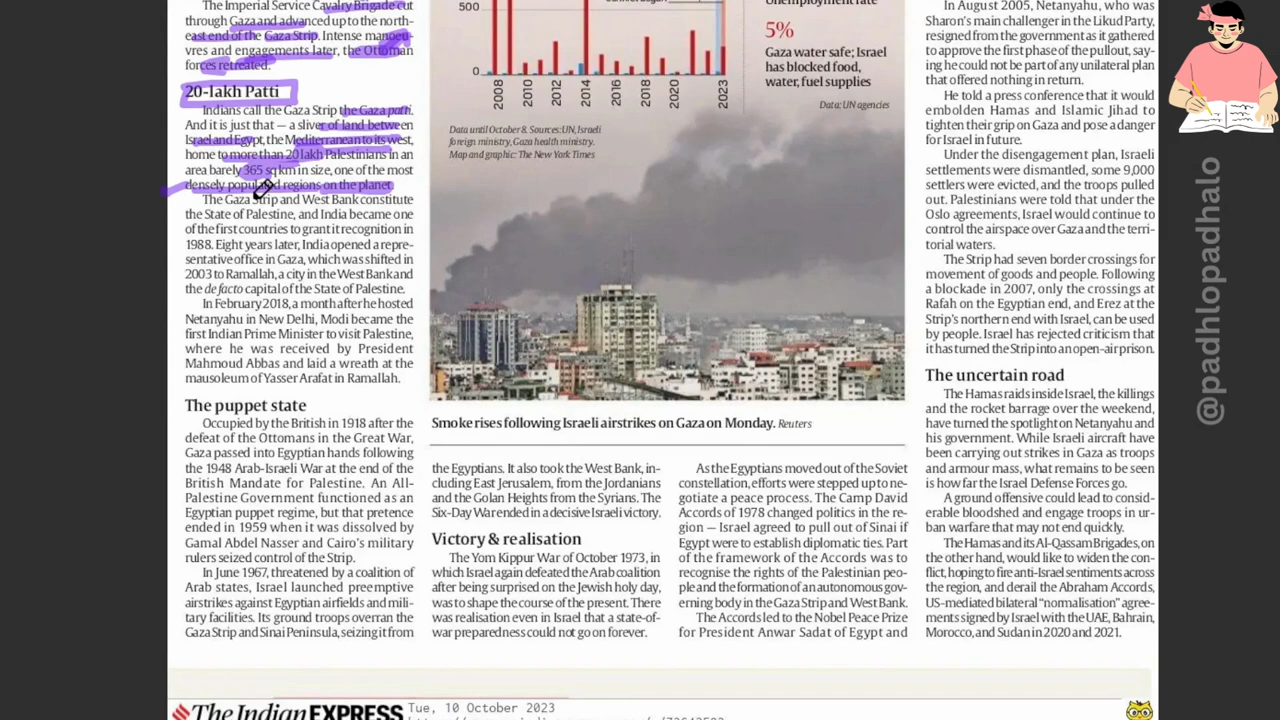 The Imperial Service Cavalry Brigade cut
through Gaza and advanced up to the north-
east end of the Gaza Strip. Intense manoeu-
vres and engagements later, the Ottoman
forces retreated.
20-lakh Patti
Indians call the Gaza Strip the Gaza patti.
And it is just that — a sliver of land between
Israel and Egypt, the Mediterranean to its west,
home to more than 20 lakh Palestinians in an
area barely 365 sq km in size, one of the most
densely populated regions on the planet.
The Gaza Strip and West Bank constitute
the State of Palestine, and India became one
of the first countries to grant it recognition in
1988. Eight years later, India opened a repre-
sentative office in Gaza, which was shifted in
2003 to Ramallah, a city in the West Bank and
the de facto capital of the State of Palestine.
In February 2018, a month after he hosted
Netanyahu in New Delhi, Modi became the
first Indian Prime Minister to visit Palestine,
where he was received by President
Mahmoud Abbas and laid a wreath at the
mausoleum of Yasser Arafat in Ramallah.
The puppet state
Occupied by the British in 1918 after the
defeat of the Ottomans in the Great War,
Gaza passed into Egyptian hands following
the 1948 Arab-Israeli War at the end of the
British Mandate for Palestine. An All-
Palestine Government functioned as an
Egyptian puppet regime, but that pretence
ended in 1959 when it was dissolved by
Gamal Abdel Nasser and Cairo's military
rulers seized control of the Strip.
In June 1967, threatened by a coalition of
Arab states, Israel launched preemptive
airstrikes against Egyptian airfields and mili-
tary facilities. Its ground troops overran the
Gaza Strip and Sinai Peninsula, seizing it from
500
0
2008
2010
2012
2014
2016
2018
2020
2023
Data until October 8. Sources: UN, Israeli
foreign ministry, Gaza health ministry.
Map and graphic: The New York Times
Unemployment rate
5%
Gaza water safe; Israel
has blocked food,
water, fuel supplies
Data: UN agencies
Smoke rises following Israeli airstrikes on Gaza on Monday. Reuters
the Egyptians. It also took the West Bank, in-
cluding East Jerusalem, from the Jordanians
and the Golan Heights from the Syrians. The
Six-Day War ended in a decisive Israeli victory.
Victory & realisation
The Yom Kippur War of October 1973, in
which Israel again defeated the Arab coalition
after being surprised on the Jewish holy day,
was to shape the course of the present. There
was realisation even in Israel that a state-of-
war preparedness could not go on forever.
As the Egyptians moved out of the Soviet
constellation, efforts were stepped up to ne-
gotiate a peace process. The Camp David
Accords of 1978 changed politics in the re-
gion — Israel agreed to pull out of Sinai if
Egypt were to establish diplomatic ties. Part
of the framework of the Accords was to
recognise the rights of the Palestinian peo-
ple and the formation of an autonomous gov-
erning body in the Gaza Strip and West Bank.
The Accords led to the Nobel Peace Prize
for President Anwar Sadat of Egypt and
In August 2005, Netanyahu, who was
Sharon's main challenger in the Likud Party,
resigned from the government as it gathered
to approve the first phase of the pullout, say-
ing he could not be part of any unilateral plan
that offered nothing in return.
He told a press conference that it would
embolden Hamas and Islamic Jihad to
tighten their grip on Gaza and pose a danger
for Israel in future.
Under the disengagement plan, Israeli
settlements were dismantled, some 9,000
settlers were evicted, and the troops pulled
out. Palestinians were told that under the
Oslo agreements, Israel would continue to
control the airspace over Gaza and the terri-
torial waters.
The Strip had seven border crossings for
movement of goods and people. Following
a blockade in 2007, only the crossings at
Rafah on the Egyptian end, and Erez at the
Strip's northern end with Israel, can be used
by people. Israel has rejected criticism that
it has turned the Strip into an open-air prison.
The uncertain road
The Hamas raids inside Israel, the killings
and the rocket barrage over the weekend,
have turned the spotlight on Netanyahu and
his government. While Israeli aircraft have
been carrying out strikes in Gaza as troops
and armour mass, what remains to be seen
is how far the Israel Defense Forces go.
A ground offensive could lead to consid-
erable bloodshed and engage troops in ur-
ban warfare that may not end quickly.
The Hamas and its Al-Qassam Brigades, on
the other hand, would like to widen the con-
flict, hoping to fire anti-Israel sentiments across
the region, and derail the Abraham Accords,
US-mediated bilateral "normalisation" agree-
ments signed by Israel with the UAE, Bahrain,
Morocco, and Sudan in 2020 and 2021.
@padhlopadhalo
The Indian EXPRESS
Tue, 10 October 2023